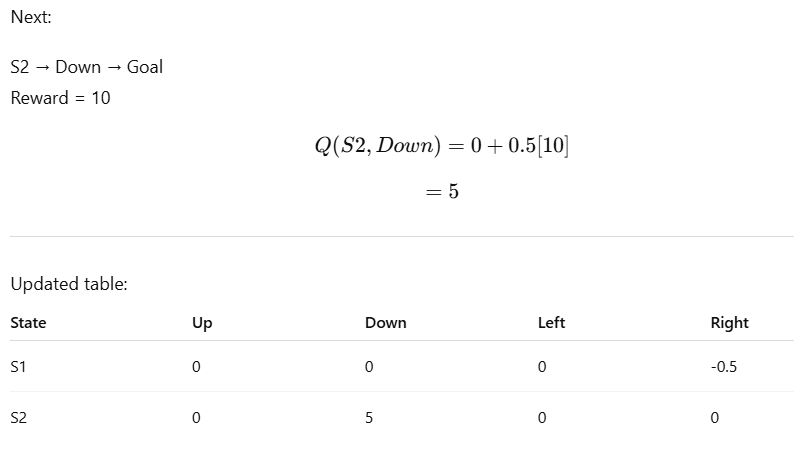 Next:
S2 → Down → Goal
Reward = 10
Q(S2, Down) = 0 + 0.5[10]
= 5
Updated table:
State Up Down Left Right
S1 0 0 0 -0.5
S2 0 5 0 0